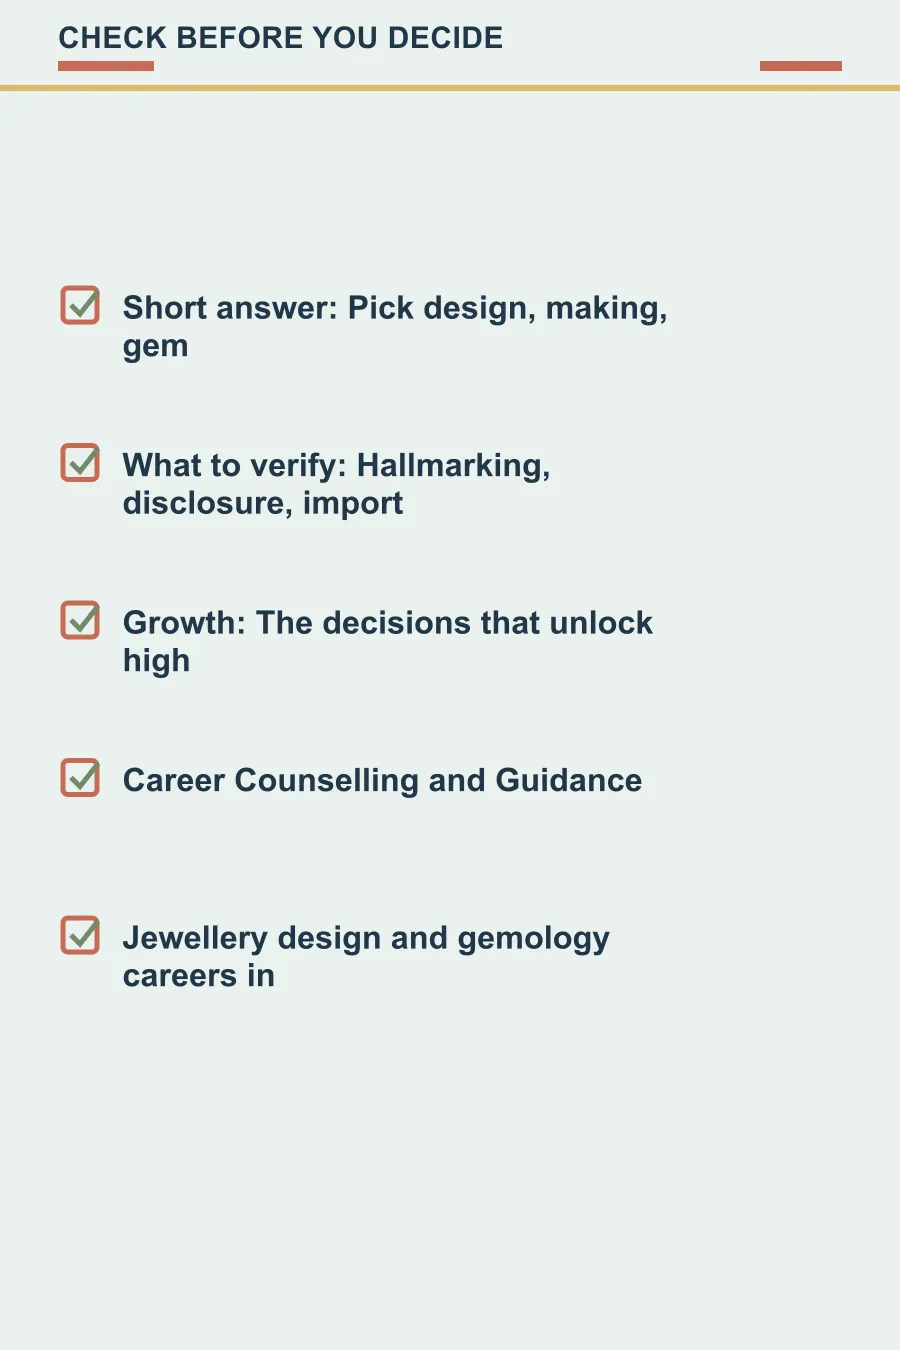 CHECK BEFORE YOU DECIDE
Short answer: Pick design, making,
gem
What to verify: Hallmarking,
disclosure, import
Growth: The decisions that unlock
high
Career Counselling and Guidance
Jewellery design and gemology
careers in